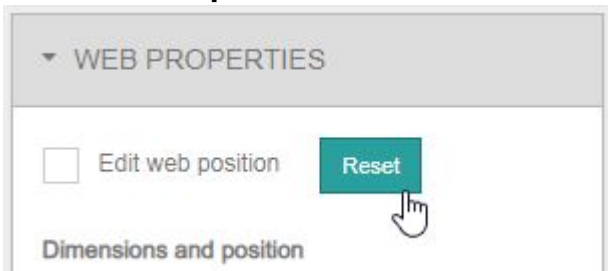 WEB PROPERTIES
Edit web position Reset
Dimensions and position